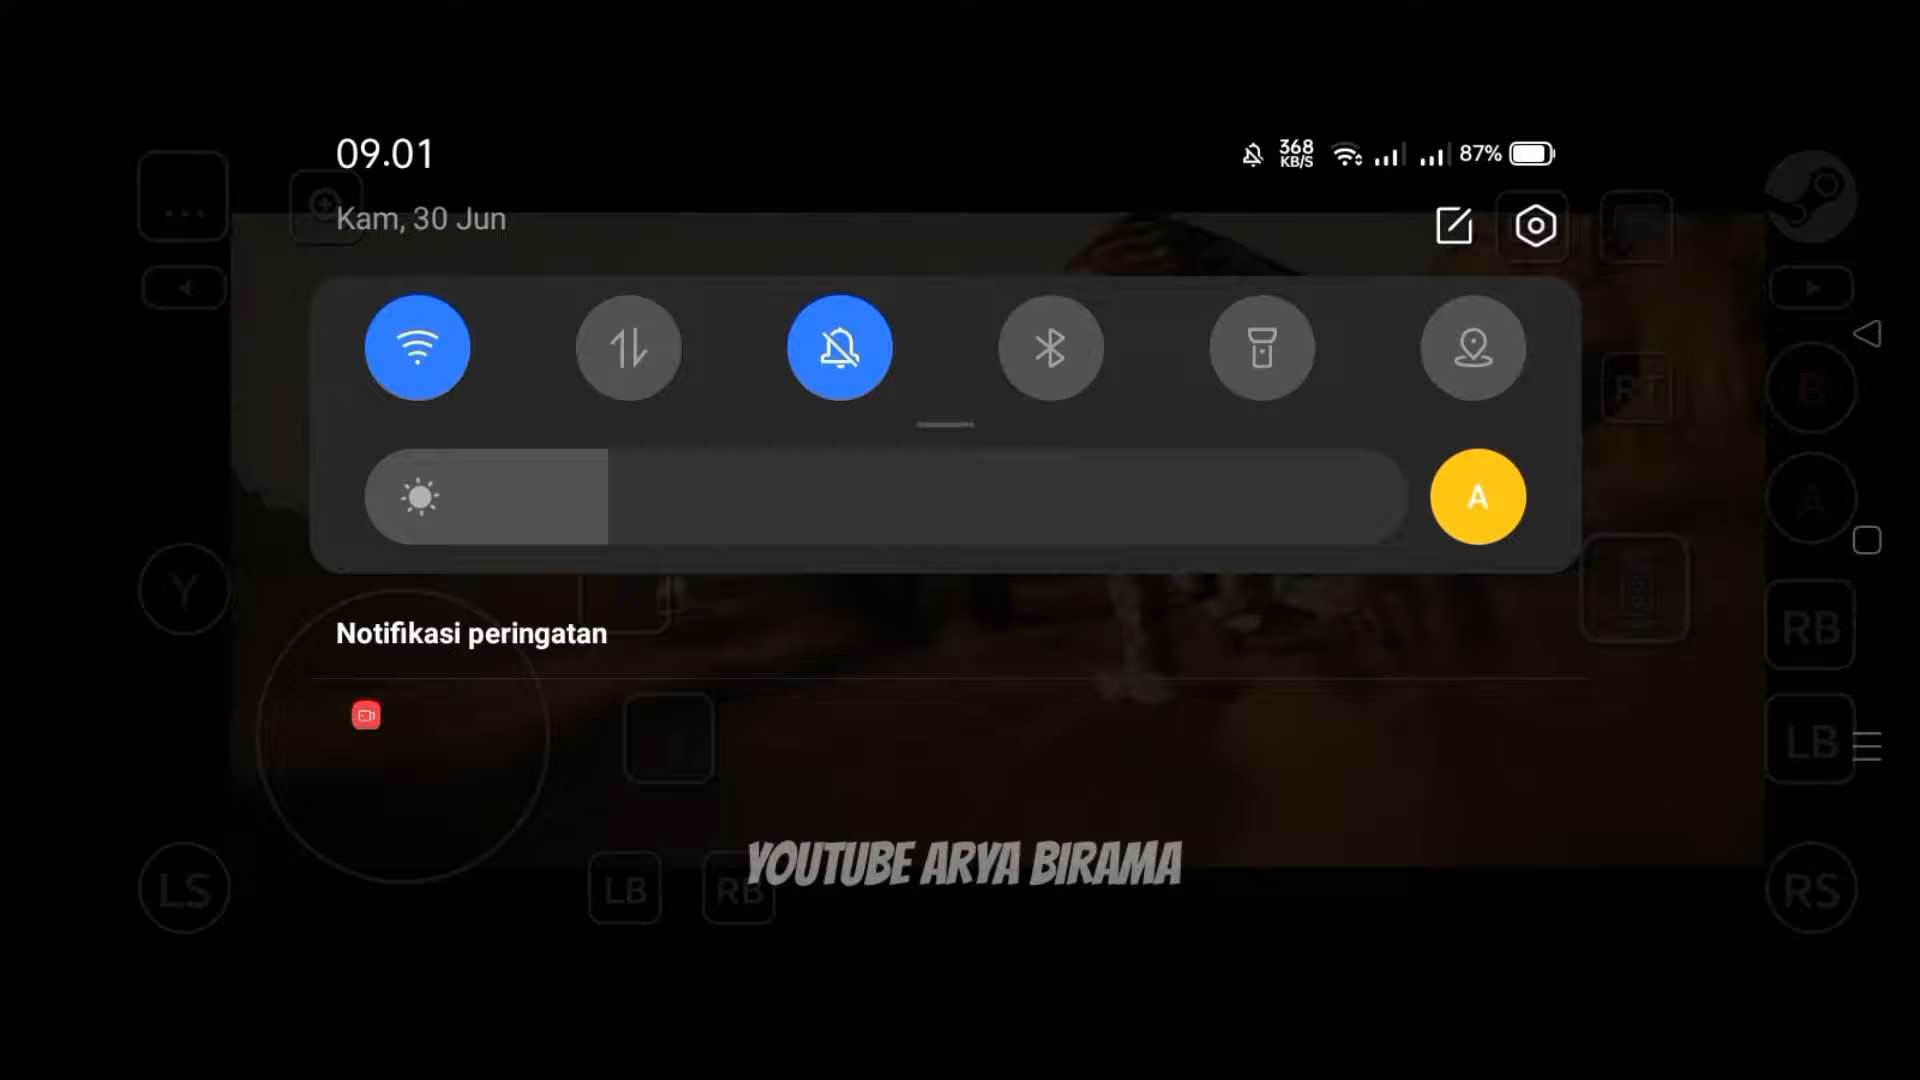 09.01
368
KB/S
87%
Kam, 30 Jun
A
RT
B
A
Y
Notifikasi peringatan
RB
LB
YOUTUBE ARYA BIRAMA
LS
LB
RB
RS